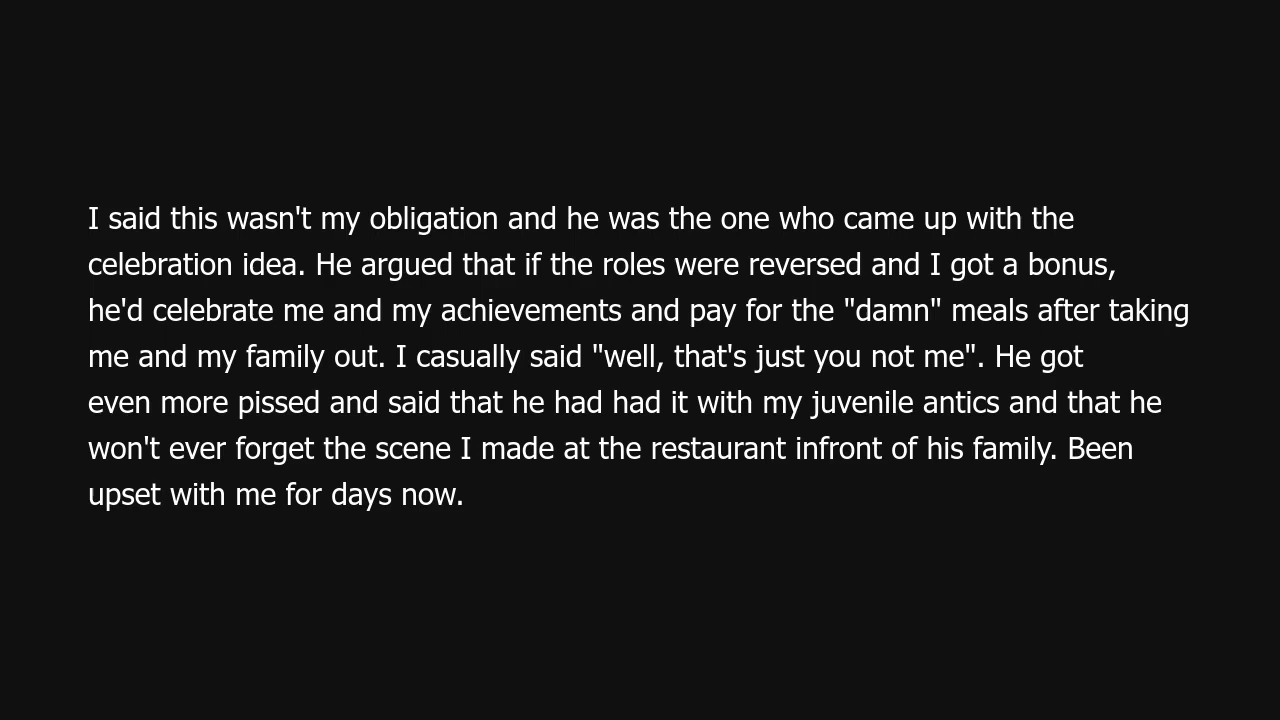 I said this wasn't my obligation and he was the one who came up with the
celebration idea. He argued that if the roles were reversed and I got a bonus,
he'd celebrate me and my achievements and pay for the "damn" meals after taking
me and my family out. I casually said "well, that's just you not me". He got
even more pissed and said that he had had it with my juvenile antics and that he
won't ever forget the scene I made at the restaurant infront of his family. Been
upset with me for days now.